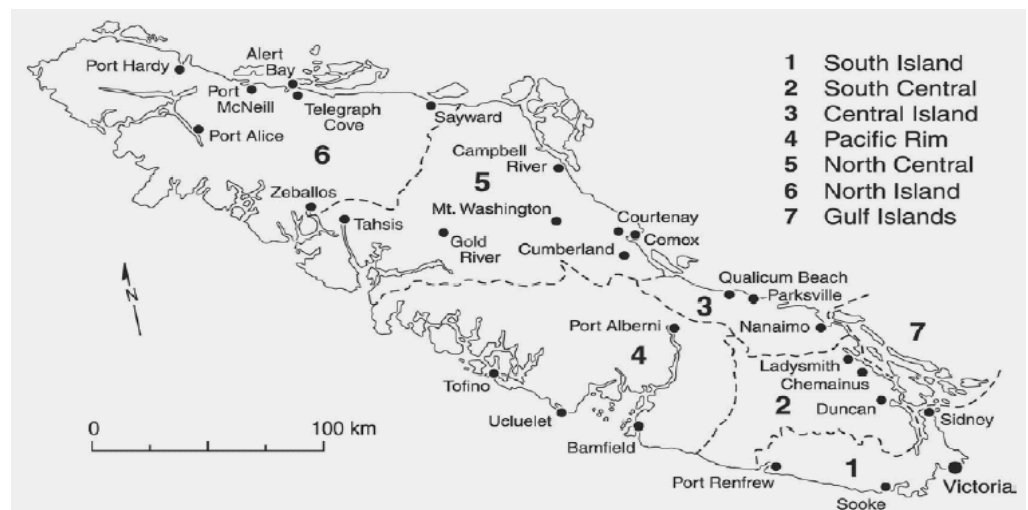 Port Hardy
Alert
Bay
Port
McNeill
Telegraph
Cove
Port Alice
Sayward
6
Campbell
River
5
Zeballos
Tahsis
Mt. Washington
Gold
River
Courtenay
Comox
Cumberland
N
Qualicum Beach
Parksville
3
Nanaimo
7
Port Alberni
4
Ladysmith
Chemainus
2
Duncan
Sidnoy
Tofino
Ucluelet
Bamfield
0
100 km
Port Renfrew
1
Sooke
Victoria
1 South Island
2 South Central
3 Central Island
4 Pacific Rim
5 North Central
6 North Island
7 Gulf Islands